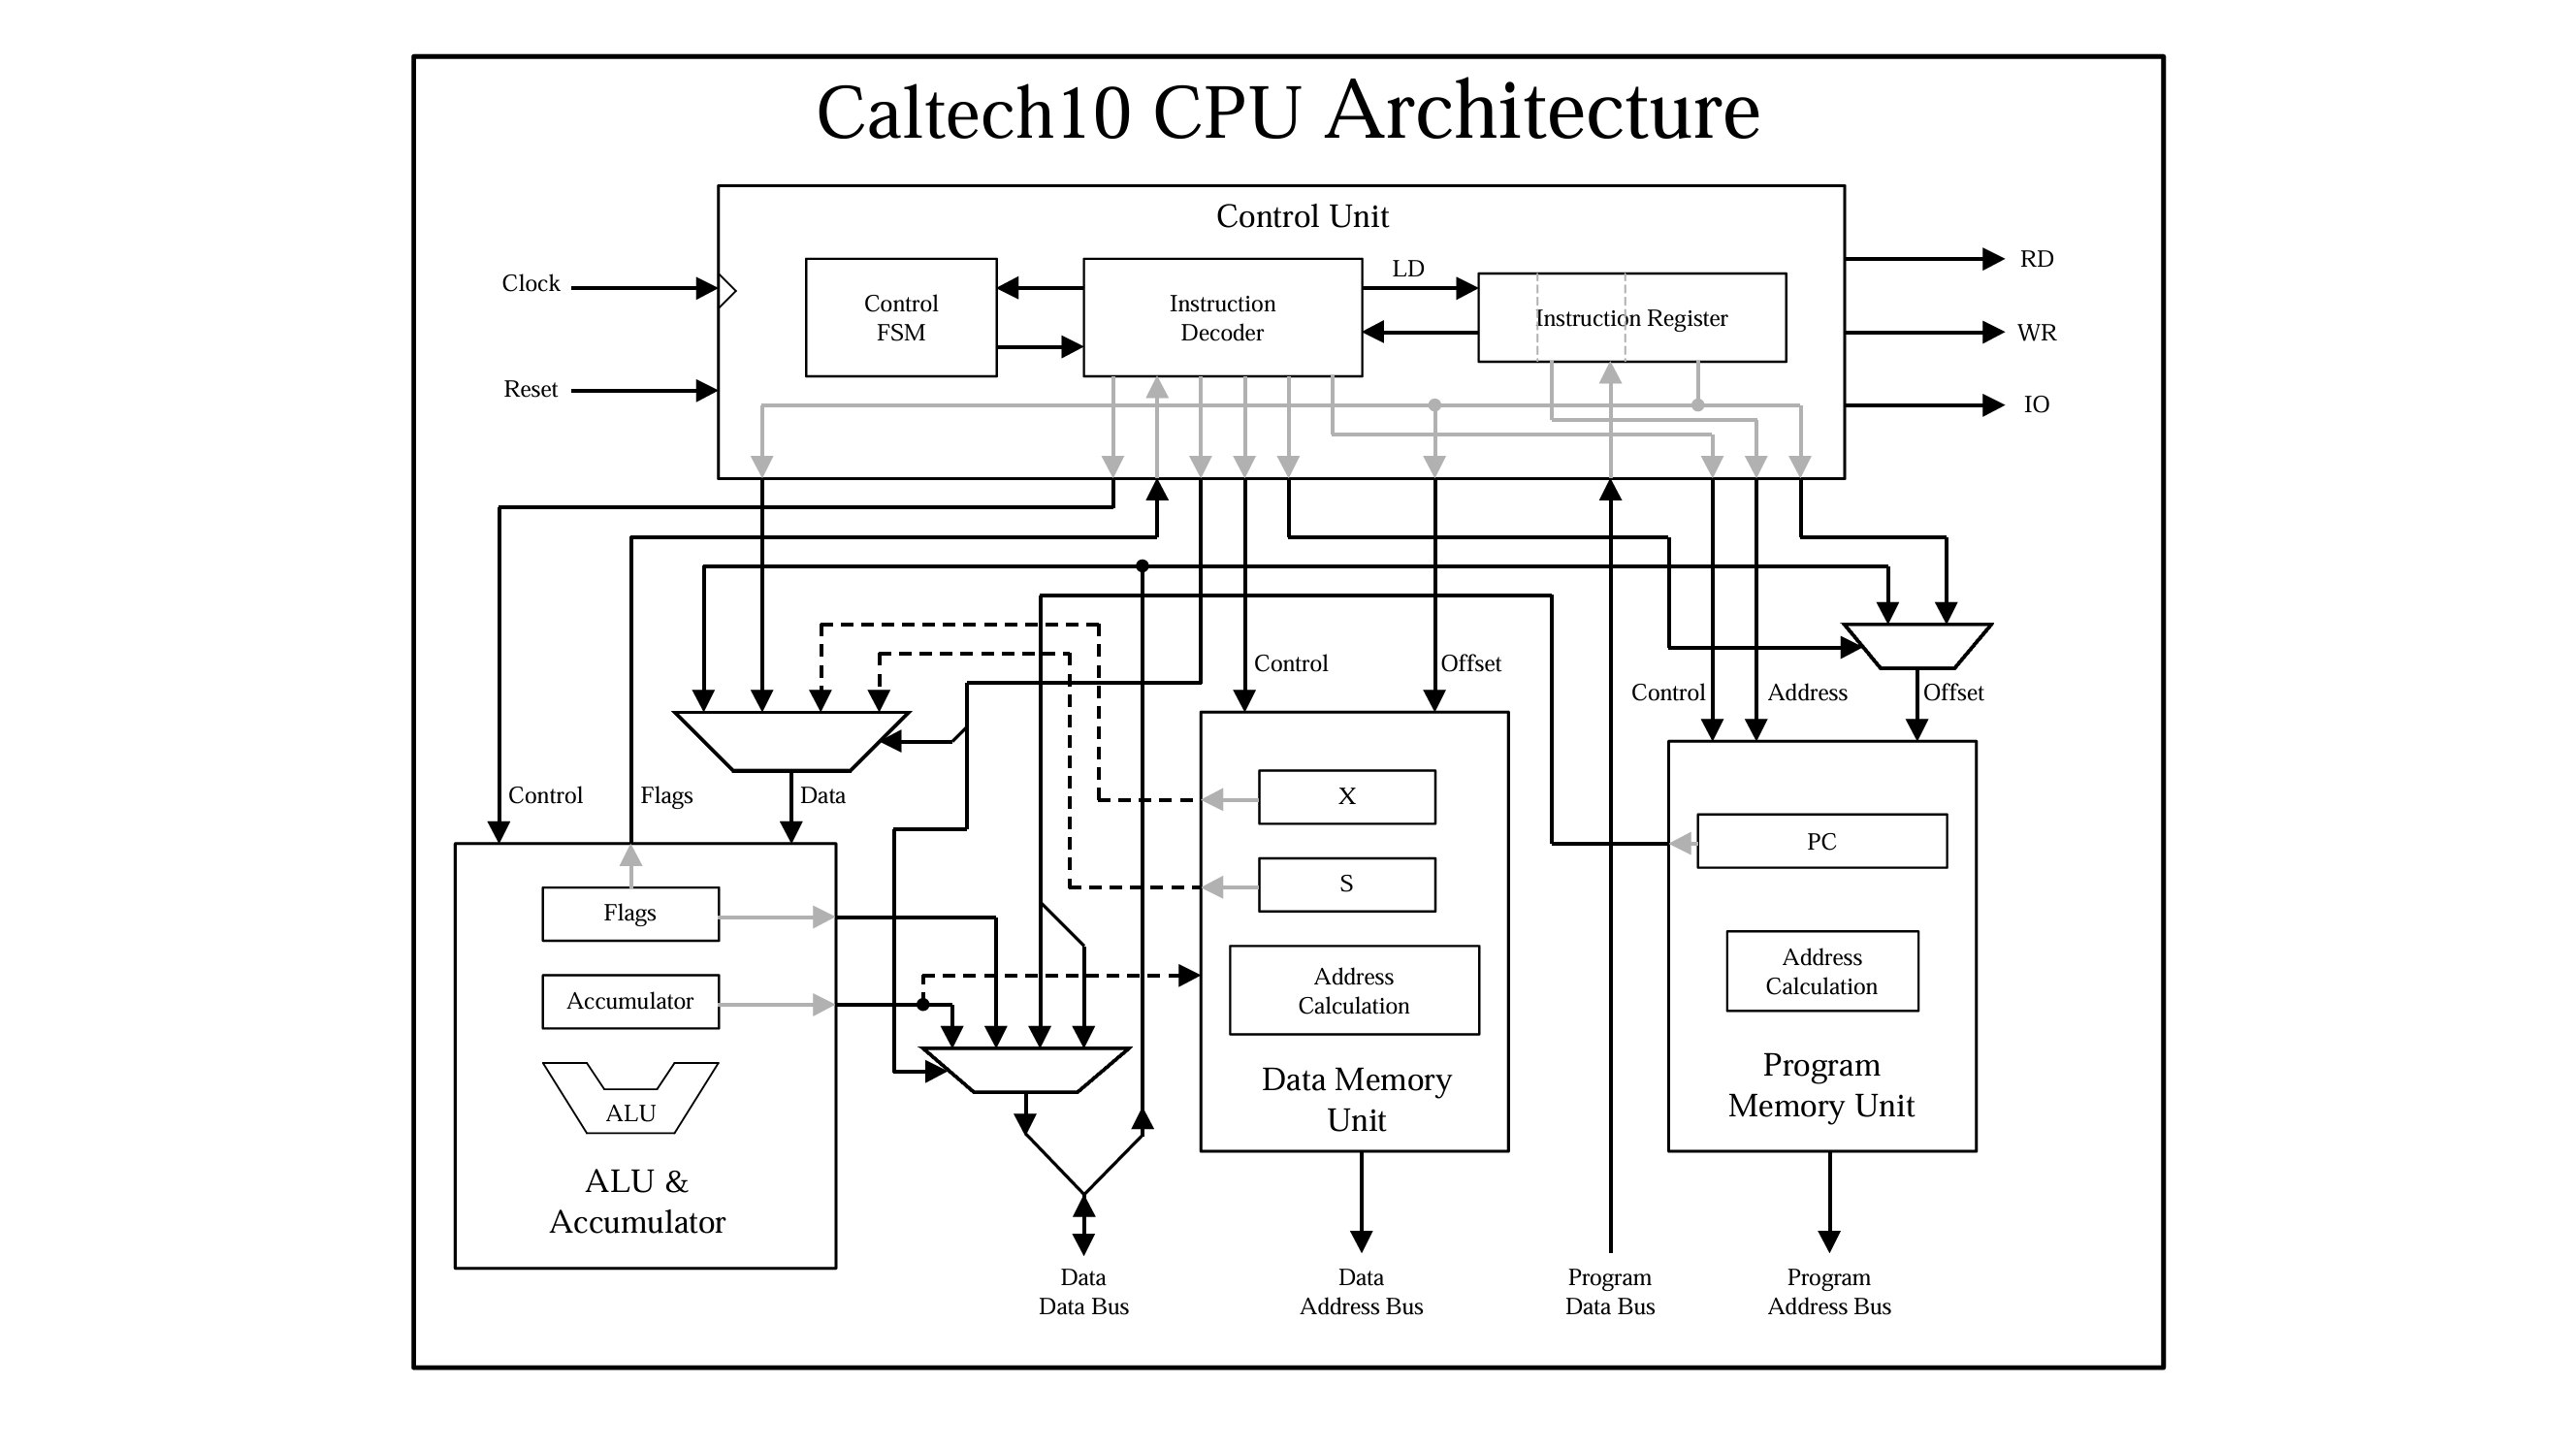 Caltech10 CPU Architecture
Control Unit
Clock
Reset
Control
FSM
Instruction
Decoder
LD
Instruction Register
RD
WR
IO
Control
Offset
Control
Address
Offset
Control
Flags
Data
X
S
PC
Flags
Accumulator
ALU
ALU &
Accumulator
Address
Calculation
Data Memory
Unit
Address
Calculation
Program
Memory Unit
Data
Data Bus
Data
Address Bus
Program
Data Bus
Program
Address Bus